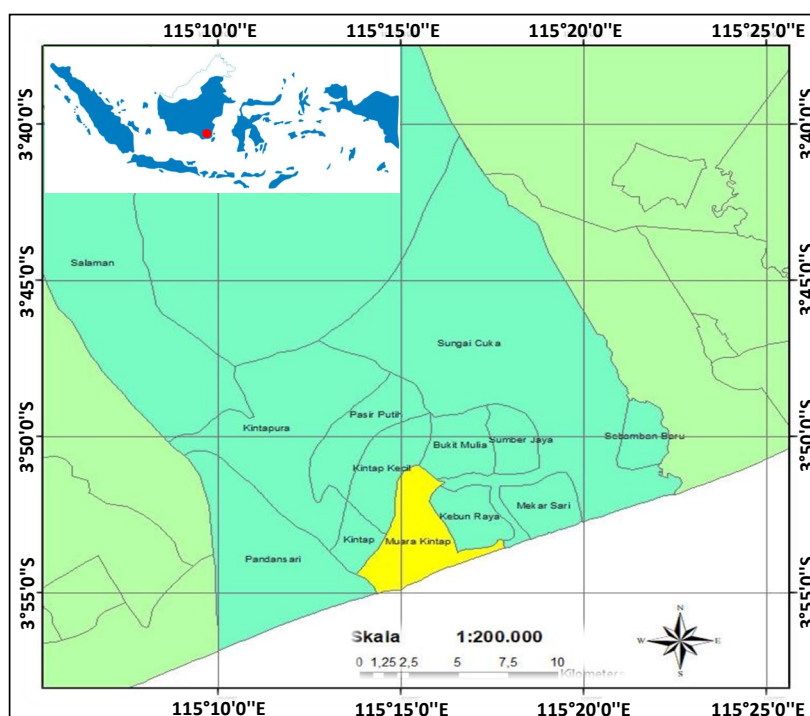 115°10'0''E 115°15'0''E 115°20'0''E 115°25'0''E
3°40'0''S 3°40'0''S
Salaman
3°45'0''S 3°45'0''S
Sungai Cuka
Pasir Putih
Kintapura
Bukit Mulia Sumber Jaya Sebamban Baru
3°50'0''S 3°50'0''S
Kintap Kecil
Mekar Sari
Kebun Raya
Kintap Muara Kintap
Pandansari
3°55'0''S 3°55'0''S
N
Skala 1:200.000
W E
S
0 1,25 2,5 5 7,5 10
Kilometers
115°10'0''E 115°15'0''E 115°20'0''E 115°25'0''E